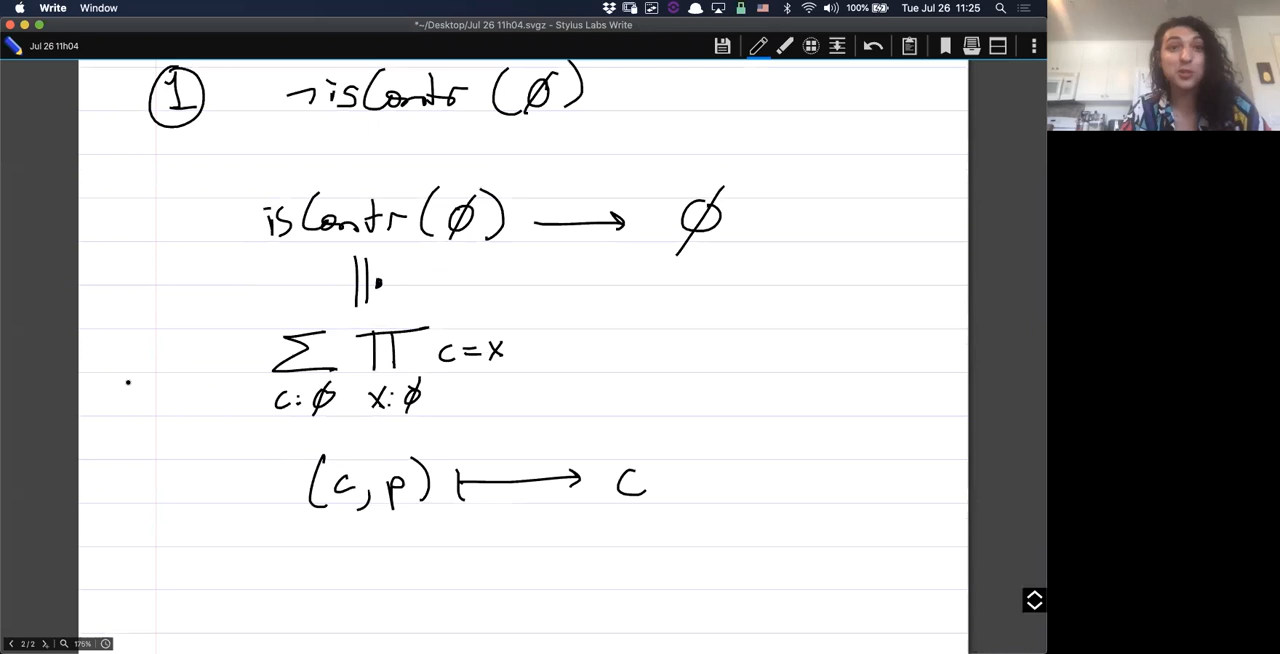 Write Window 100% Tue Jul 26 11:25
*~/Desktop/Jul 26 11h04.svgz - Stylus Labs Write
Jul 26 11h04
① ¬isContr(∅)
isContr(∅) ⟶ ∅
||·
∑ ∏ c=x
c:∅ x:∅
(c,p) ⟼ c
2/2 175%